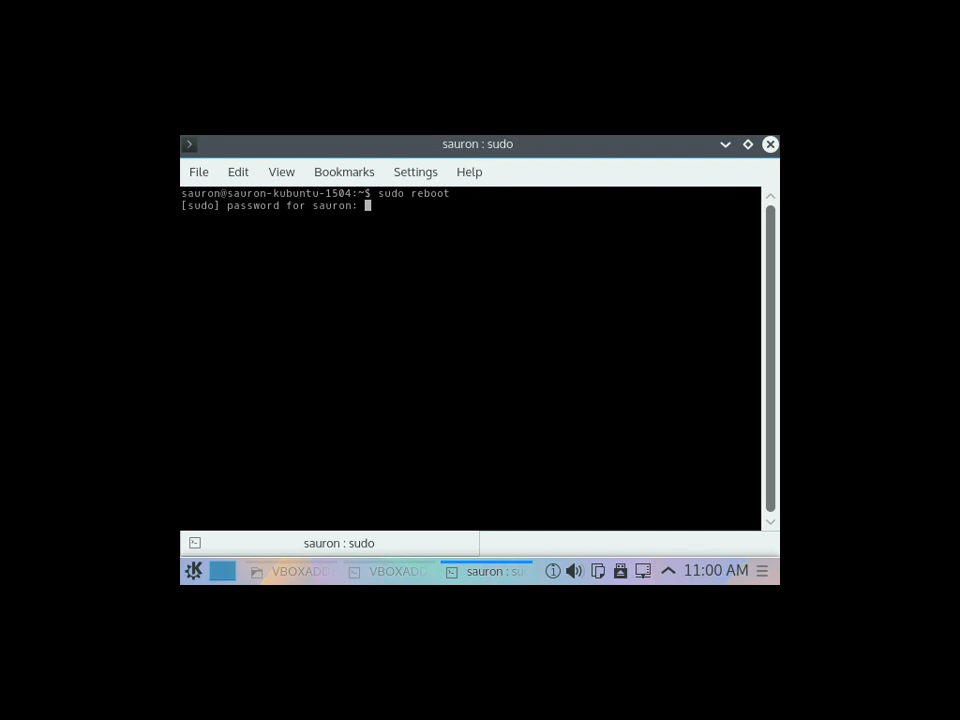 sauron : sudo
File Edit View Bookmarks Settings Help
sauron@sauron-kubuntu-1504:~$ sudo reboot
[sudo] password for sauron:
sauron : sudo
VBOXADD VBOXADD sauron : su 11:00 AM